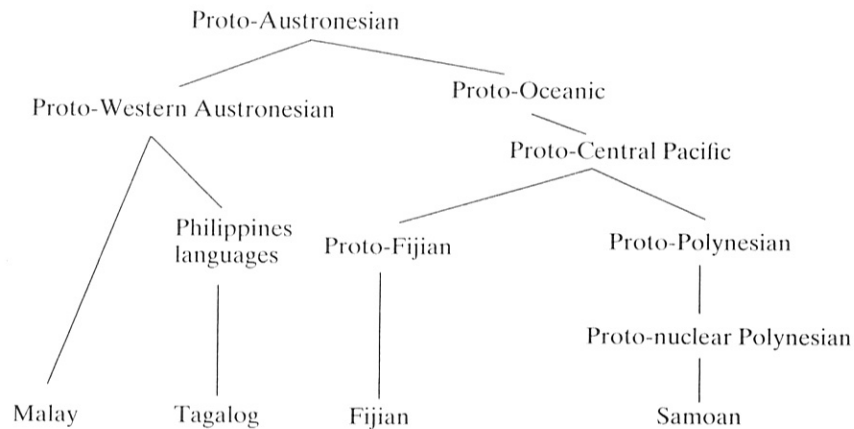 Proto-Austronesian
Proto-Oceanic
Proto-Western Austronesian
Proto-Central Pacific
Philippines
languages
Proto-Fijian
Proto-Polynesian
Proto-nuclear Polynesian
Malay
Tagalog
Fijian
Samoan